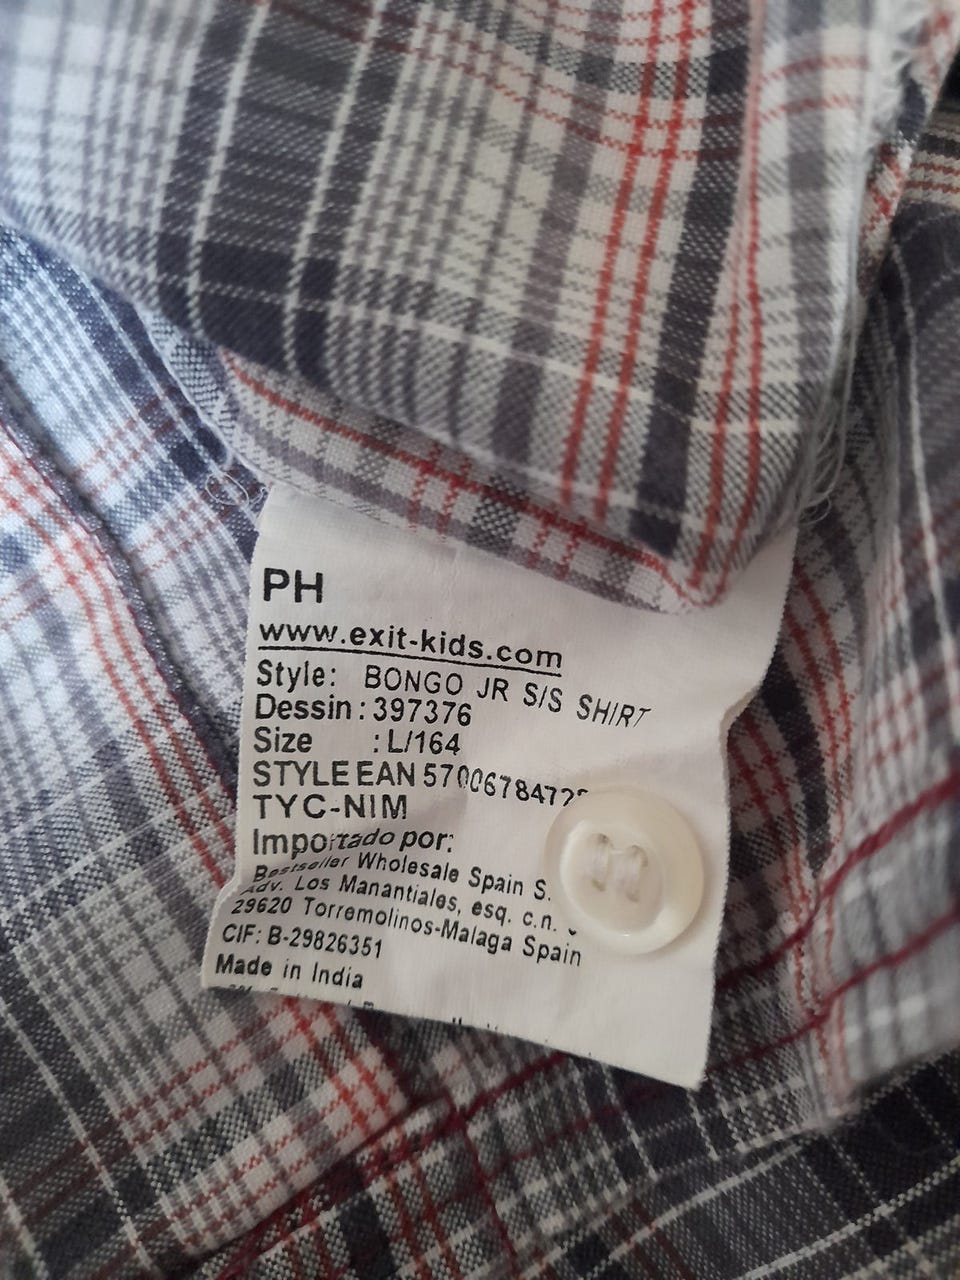 PH
www.exit-kids.com
Style: BONGO JR S/S SHIRT
Dessin : 397376
Size : L/164
STYLE EAN 5700678472
TYC-NIM
Importado por:
Bestseller Wholesale Spain S.
Adv. Los Manantiales, esq. c.n.
29620 Torremolinos-Malaga Spain
CIF: B-29826351
Made in India